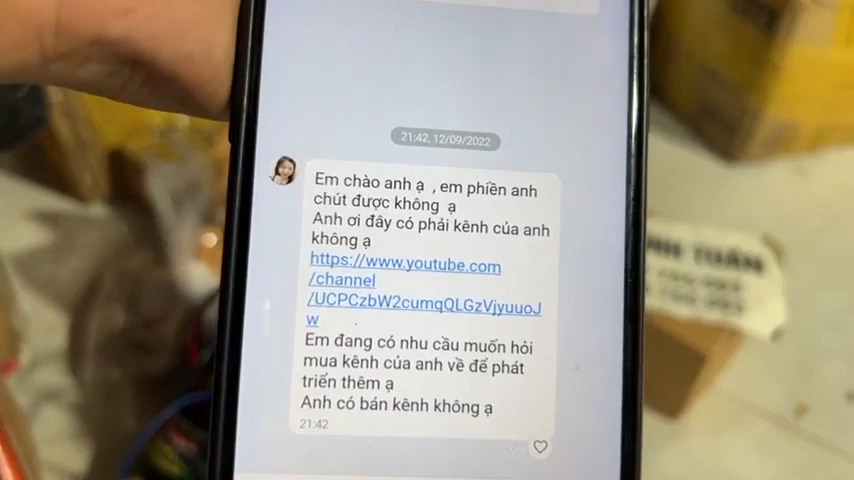 21:42, 12/09/2022
Em chào anh ạ , em phiền anh
chút được không ạ
Anh ơi đây có phải kênh của anh
không ạ
https://www.youtube.com
/channel
/UCPCzbW2cumqQLGzVjyuuoJ
w
Em đang có nhu cầu muốn hỏi
mua kênh của anh về để phát
triển thêm ạ
Anh có bán kênh không ạ
21:42
TUẤN